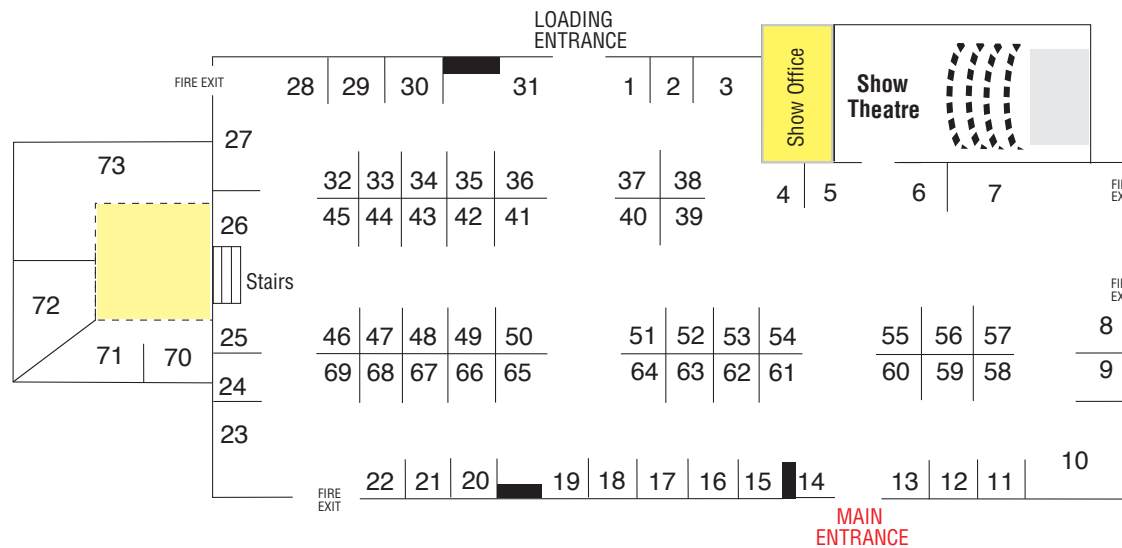 LOADING
ENTRANCE
FIRE EXIT
28 29 30 31 1 2 3
Show Office
Show
Theatre
27
73
32 33 34 35 36 37 38
4 5 6 7
FI
EX
45 44 43 42 41 40 39
26
Stairs
FI
EX
72
25 46 47 48 49 50 51 52 53 54 55 56 57 8
71 70
24 69 68 67 66 65 64 63 62 61 60 59 58 9
23
10
22 21 20 19 18 17 16 15 14 13 12 11
FIRE
EXIT
MAIN
ENTRANCE